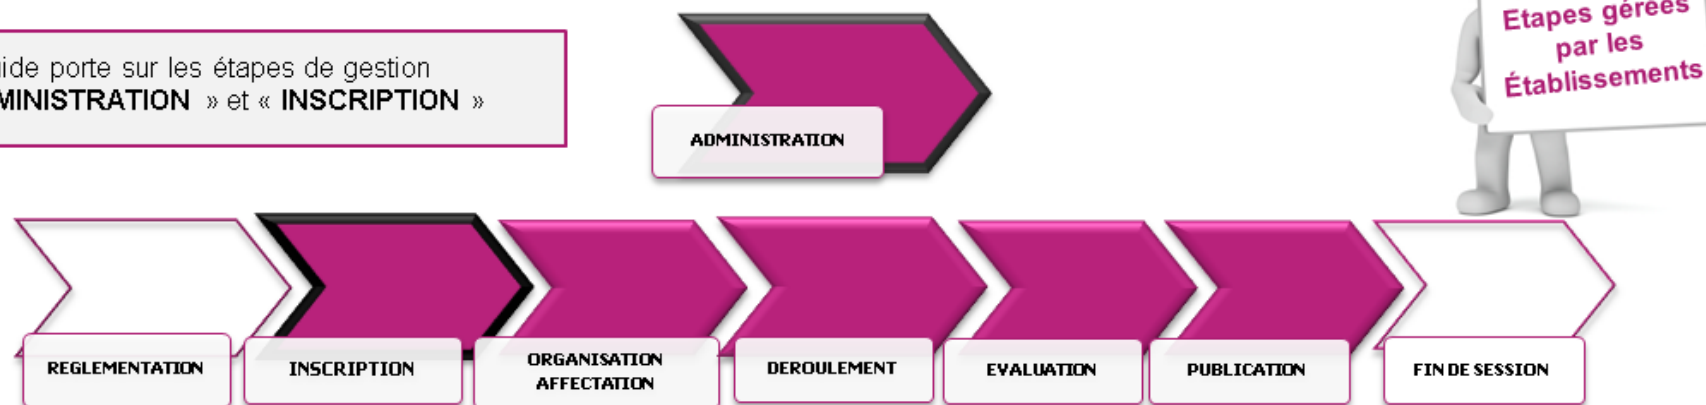 ide porte sur les étapes de gestion
MINISTRATION » et « INSCRIPTION »
ADMINISTRATION
Etapes gérées
par les
Établissements
REGLEMENTATION
INSCRIPTION
ORGANISATION
AFFECTATION
DEROULEMENT
EVALUATION
PUBLICATION
FIN DE SESSION